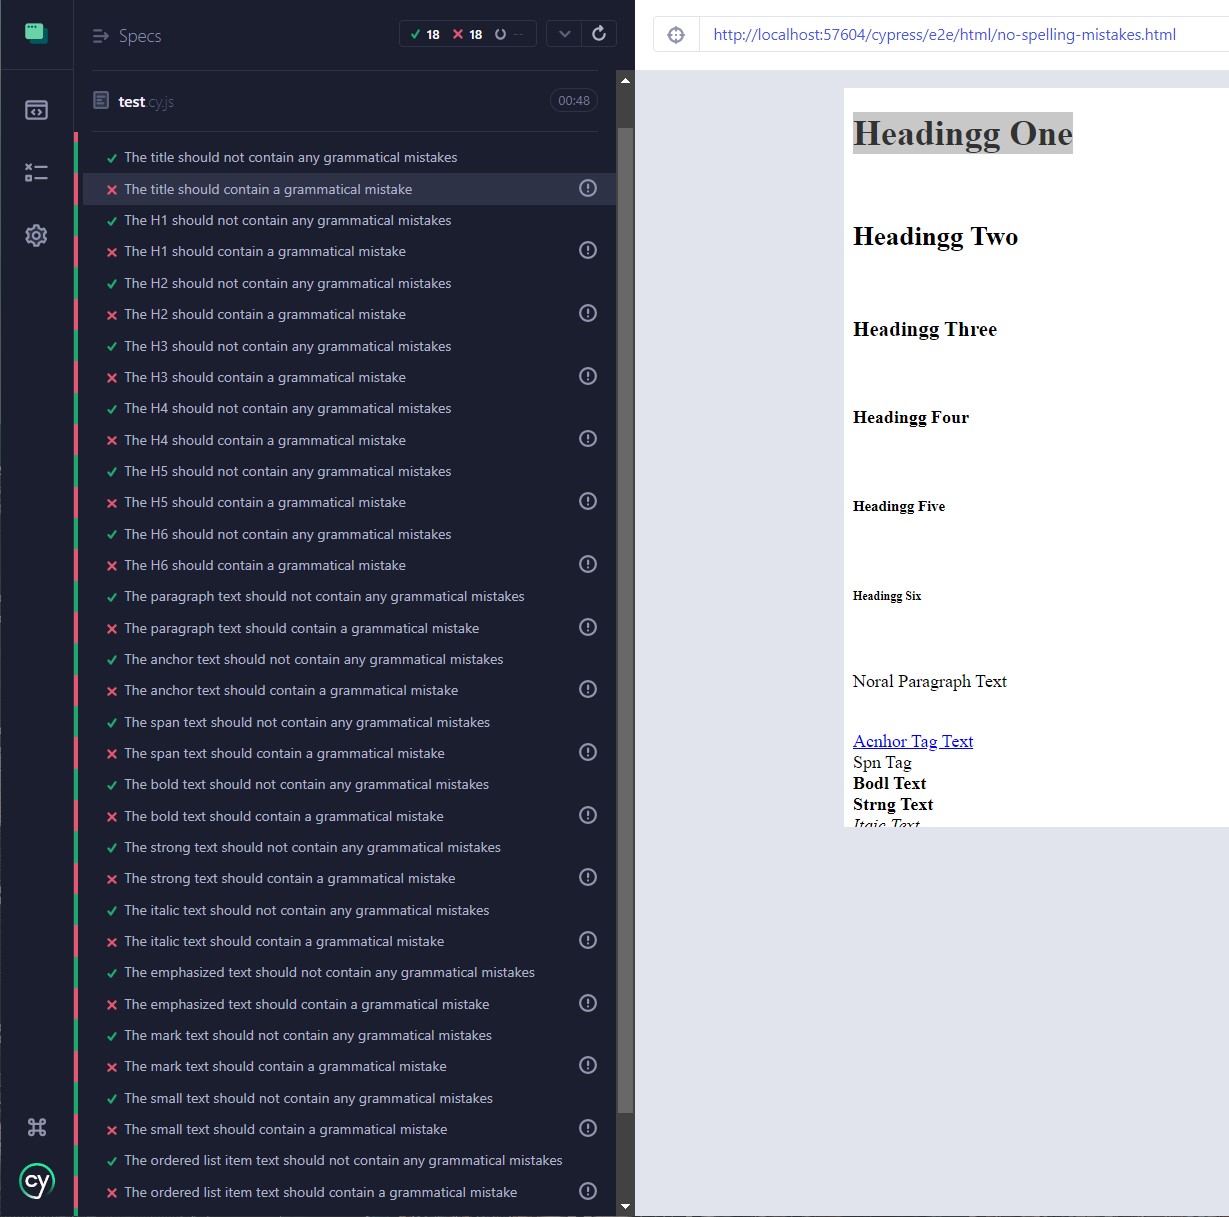 Specs
18 18 --
test.cy.js
00:48
The title should not contain any grammatical mistakes
The title should contain a grammatical mistake
The H1 should not contain any grammatical mistakes
The H1 should contain a grammatical mistake
The H2 should not contain any grammatical mistakes
The H2 should contain a grammatical mistake
The H3 should not contain any grammatical mistakes
The H3 should contain a grammatical mistake
The H4 should not contain any grammatical mistakes
The H4 should contain a grammatical mistake
The H5 should not contain any grammatical mistakes
The H5 should contain a grammatical mistake
The H6 should not contain any grammatical mistakes
The H6 should contain a grammatical mistake
The paragraph text should not contain any grammatical mistakes
The paragraph text should contain a grammatical mistake
The anchor text should not contain any grammatical mistakes
The anchor text should contain a grammatical mistake
The span text should not contain any grammatical mistakes
The span text should contain a grammatical mistake
The bold text should not contain any grammatical mistakes
The bold text should contain a grammatical mistake
The strong text should not contain any grammatical mistakes
The strong text should contain a grammatical mistake
The italic text should not contain any grammatical mistakes
The italic text should contain a grammatical mistake
The emphasized text should not contain any grammatical mistakes
The emphasized text should contain a grammatical mistake
The mark text should not contain any grammatical mistakes
The mark text should contain a grammatical mistake
The small text should not contain any grammatical mistakes
The small text should contain a grammatical mistake
The ordered list item text should not contain any grammatical mistakes
The ordered list item text should contain a grammatical mistake
cy
http://localhost:57604/cypress/e2e/html/no-spelling-mistakes.html
Headingg One
Headingg Two
Headingg Three
Headingg Four
Headingg Five
Headingg Six
Noral Paragraph Text
Acnhor Tag Text
Spn Tag
Bodl Text
Strng Text
Itaic Text